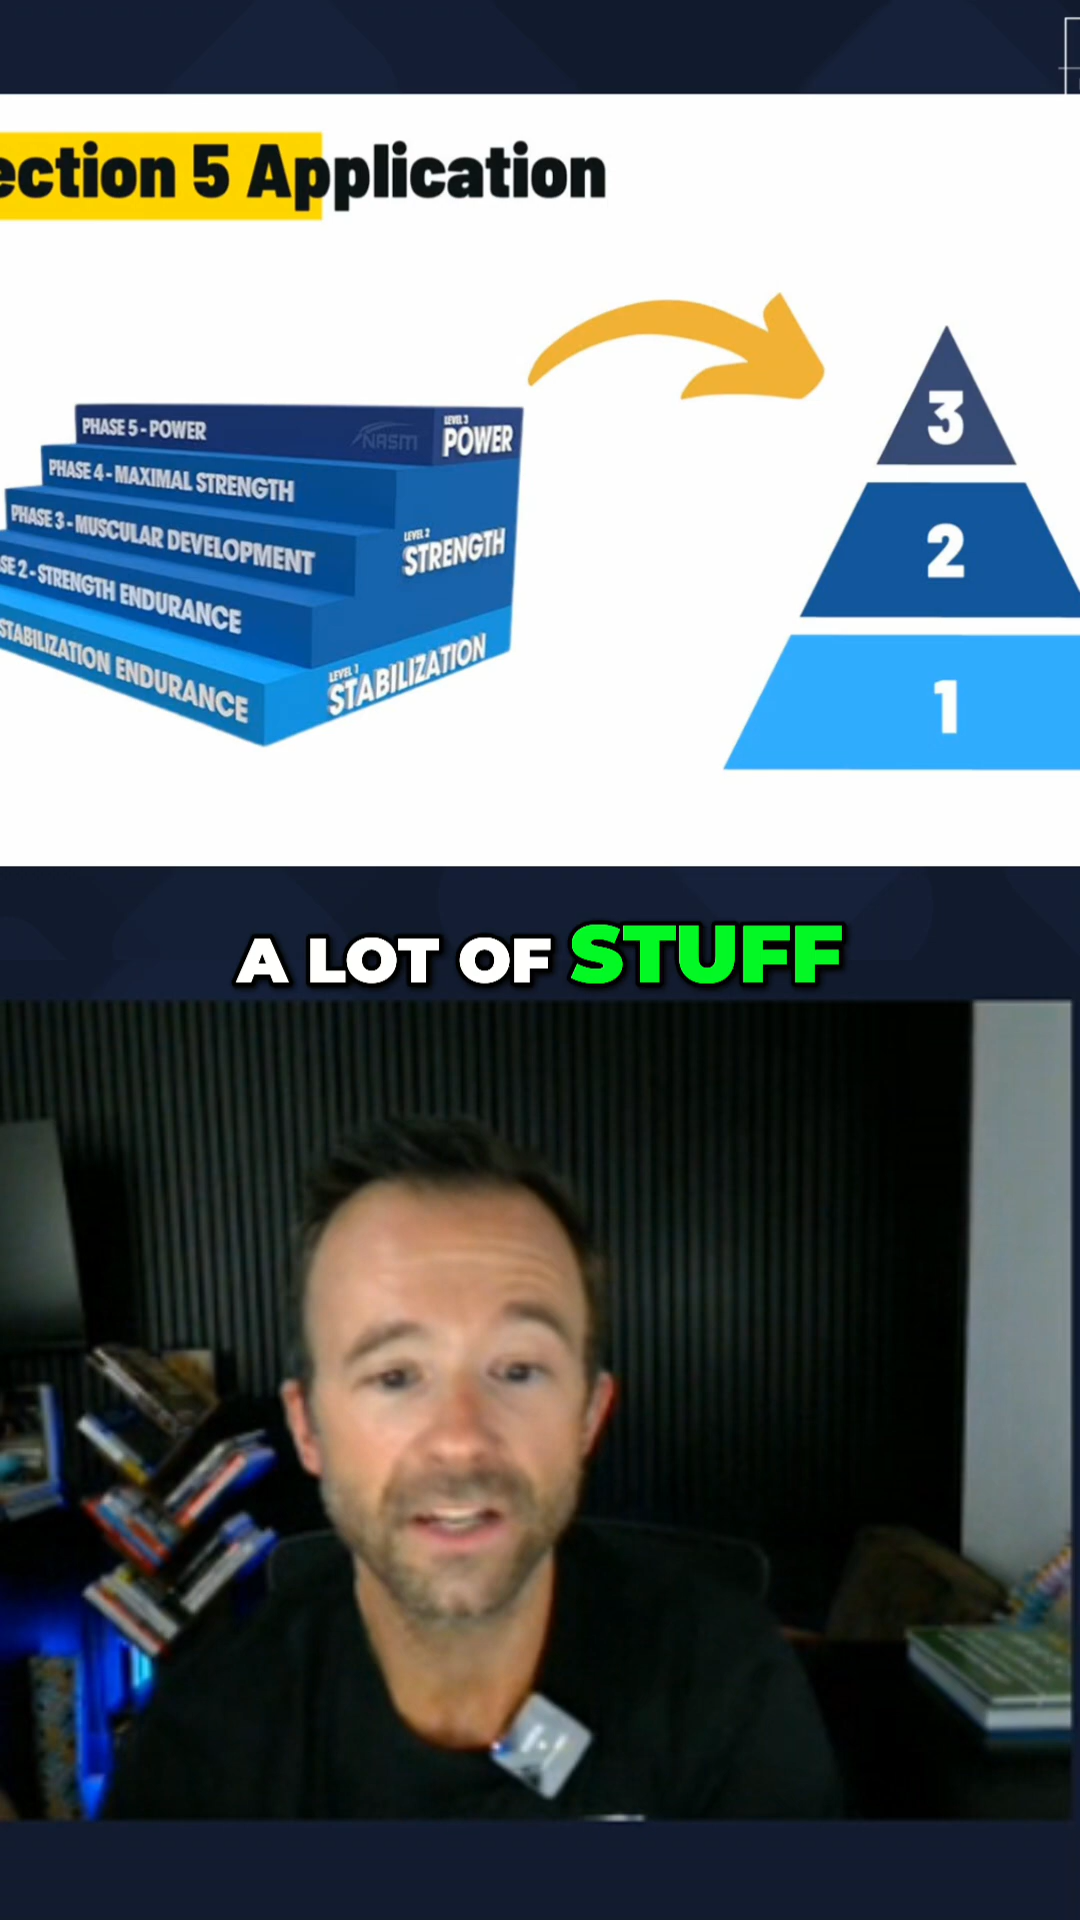 ection 5 Application
PHASE 5 - POWER
NASM
LEVEL 3
POWER
PHASE 4 - MAXIMAL STRENGTH
PHASE 3 - MUSCULAR DEVELOPMENT
LEVEL 2
STRENGTH
SE 2 - STRENGTH ENDURANCE
STABILIZATION ENDURANCE
LEVEL 1
STABILIZATION
3
2
1
A LOT OF STUFF